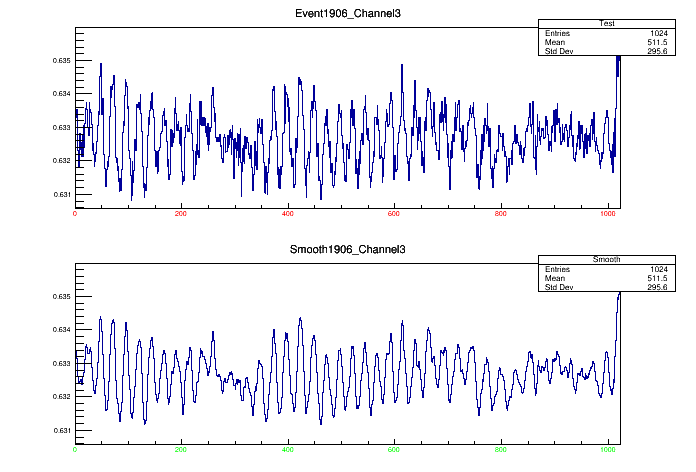 Event1906_Channel3
Test
Entries 1024
Mean 511.5
Std Dev 295.6
0.635
0.634
0.633
0.632
0.631
0 200 400 600 800 1000
Smooth1906_Channel3
Smooth
Entries 1024
Mean 511.5
Std Dev 295.6
0.635
0.634
0.633
0.632
0.631
0 200 400 600 800 1000